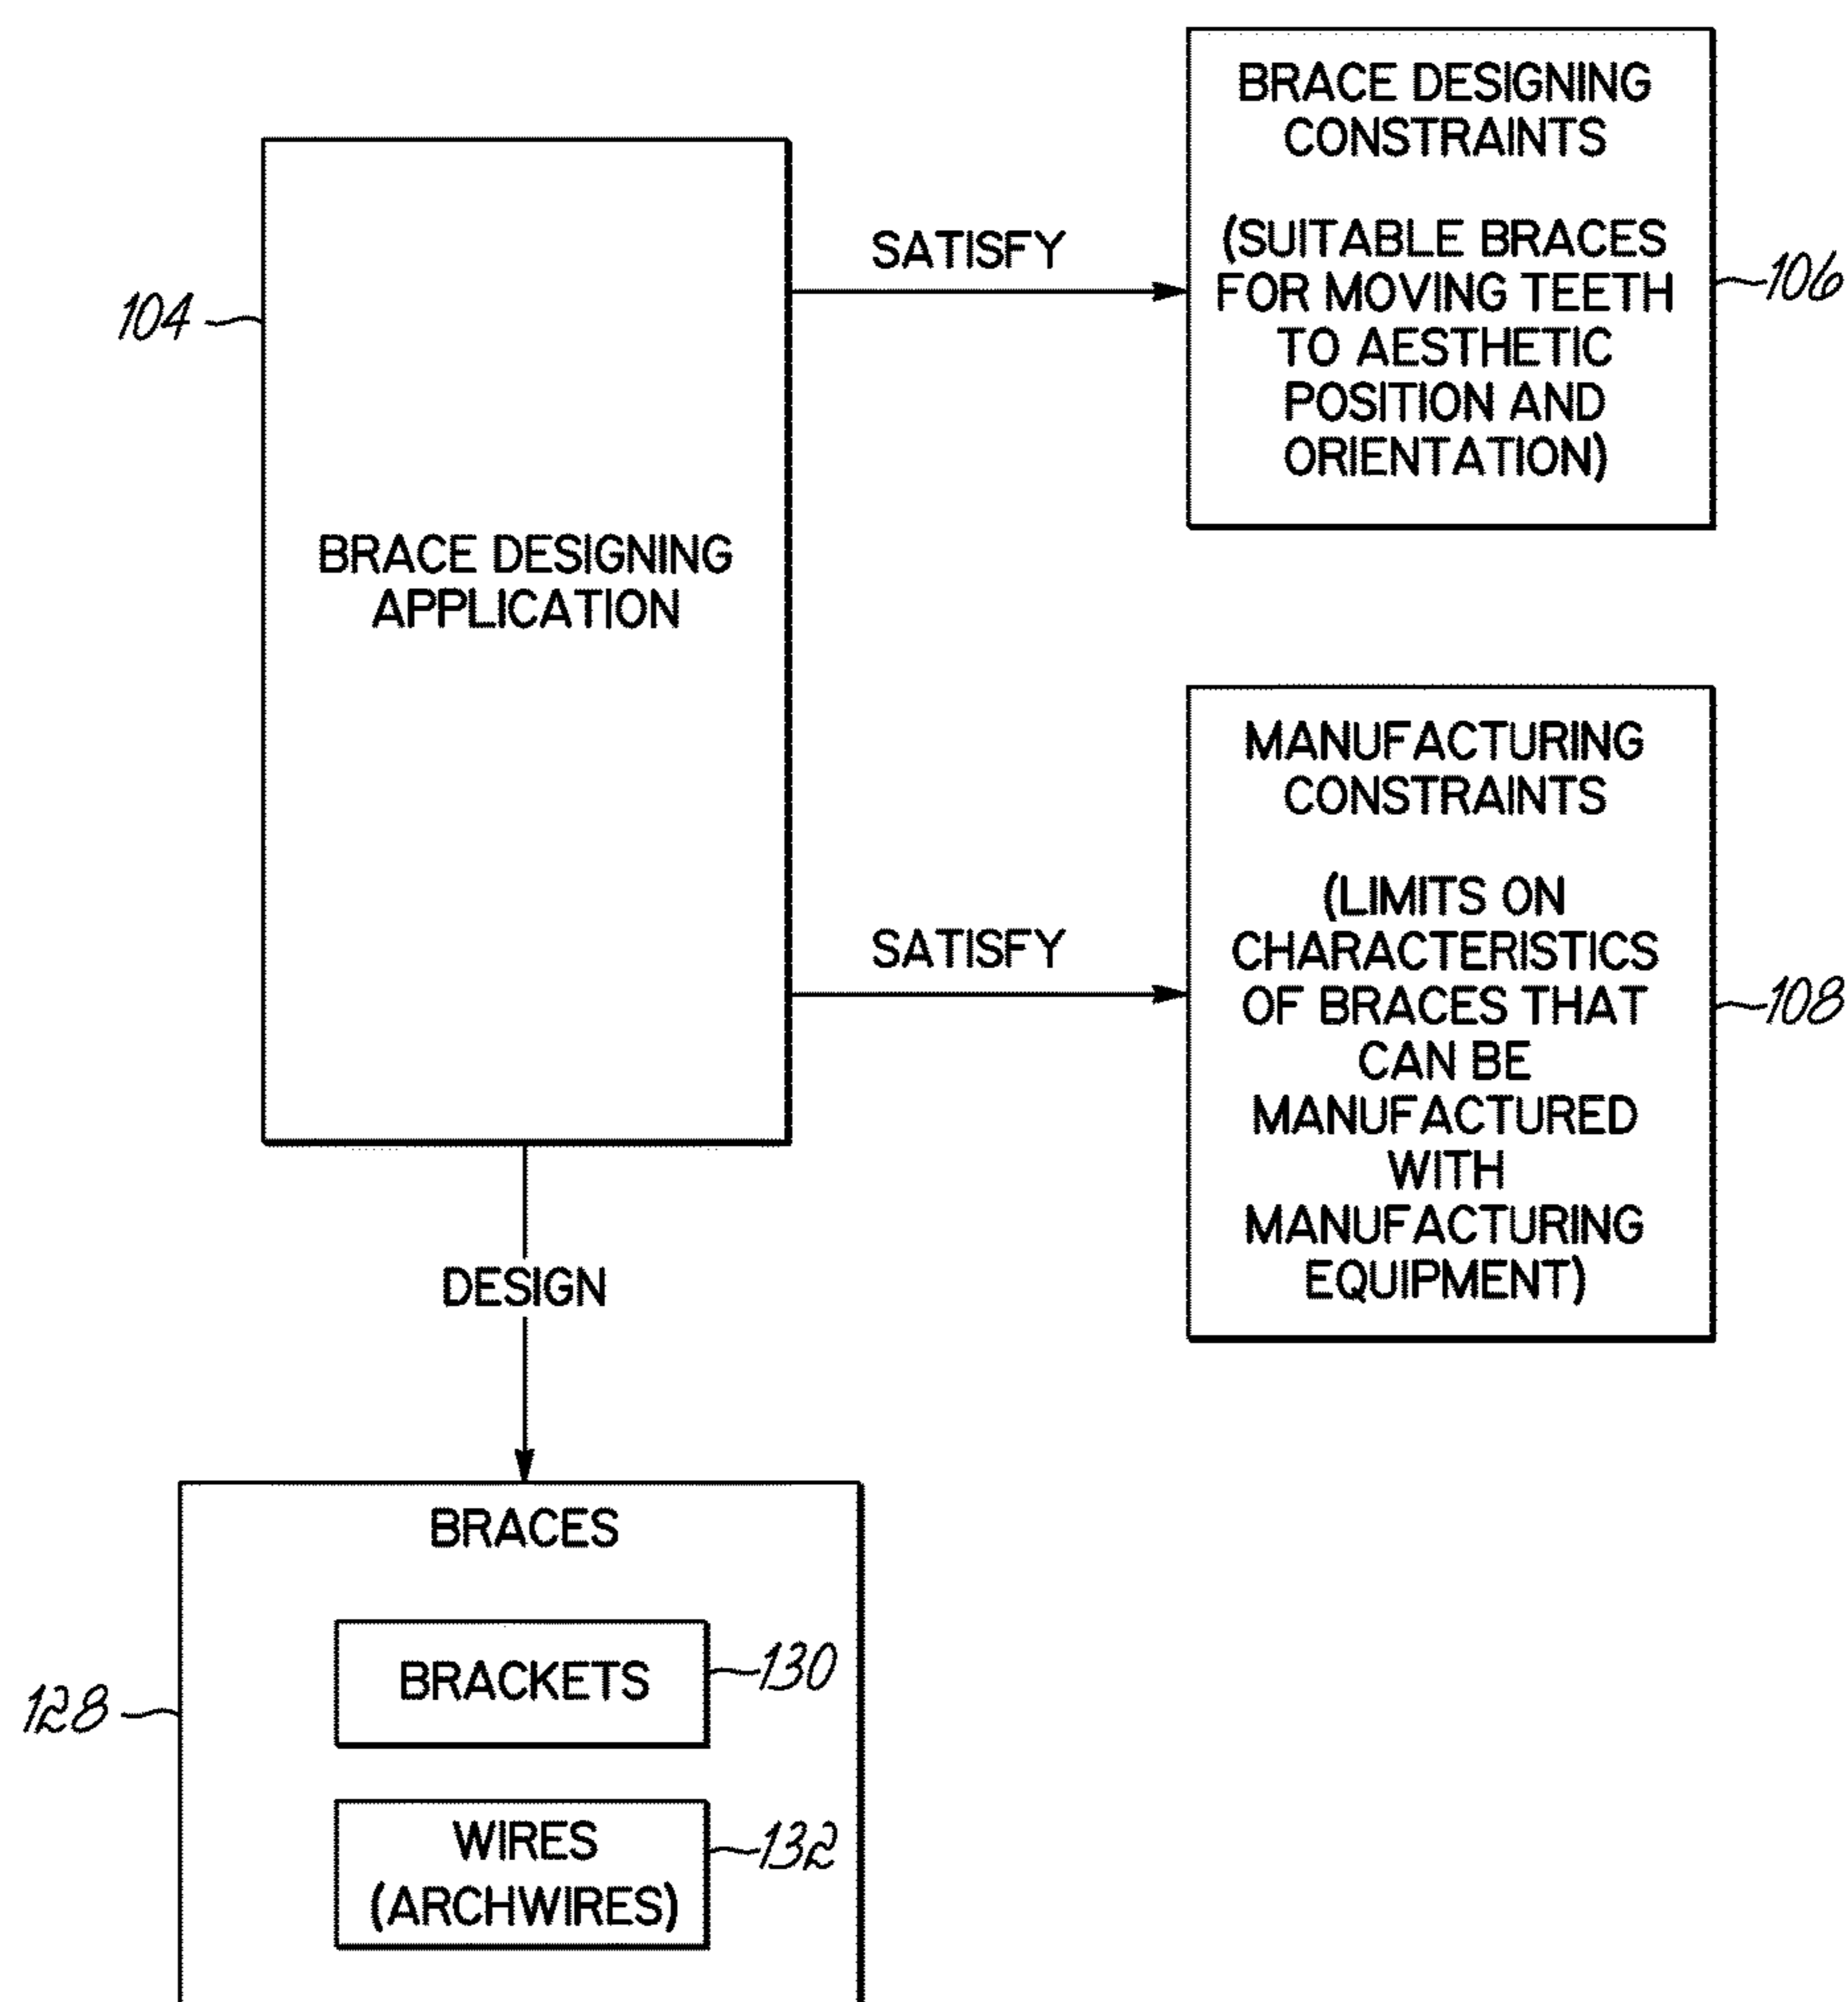 BRACE DESIGNING
CONSTRAINTS
(SUITABLE BRACES
FOR MOVING TEETH
TO AESTHETIC
POSITION AND
ORIENTATION)
106
SATISFY
104
BRACE DESIGNING
APPLICATION
MANUFACTURING
CONSTRAINTS
(LIMITS ON
CHARACTERISTICS
OF BRACES THAT
CAN BE
MANUFACTURED
WITH
MANUFACTURING
EQUIPMENT)
108
SATISFY
DESIGN
BRACES
BRACKETS
130
128
WIRES
(ARCHWIRES)
132